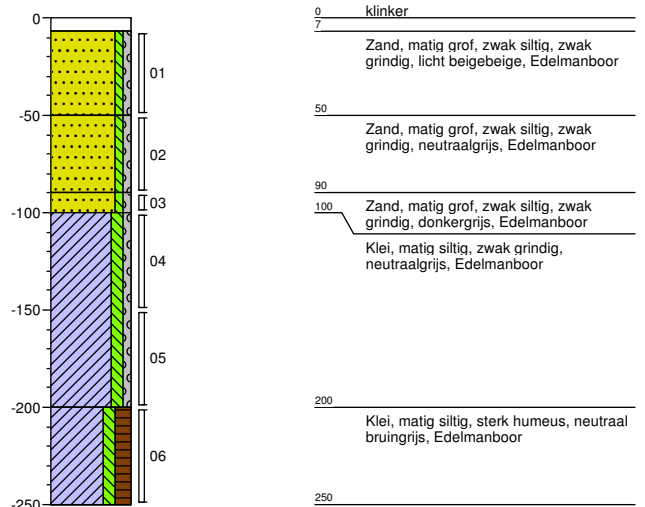 0
-50
-100
-150
-200
-250
01
02
03
04
05
06
0
klinker
7
Zand, matig grof, zwak siltig, zwak
grindig, licht beigebeige, Edelmanboor
50
Zand, matig grof, zwak siltig, zwak
grindig, neutraalgrijs, Edelmanboor
90
Zand, matig grof, zwak siltig, zwak
grindig, donkergrijs, Edelmanboor
100
Klei, matig siltig, zwak grindig,
neutraalgrijs, Edelmanboor
200
Klei, matig siltig, sterk humeus, neutraal
bruingrijs, Edelmanboor
250